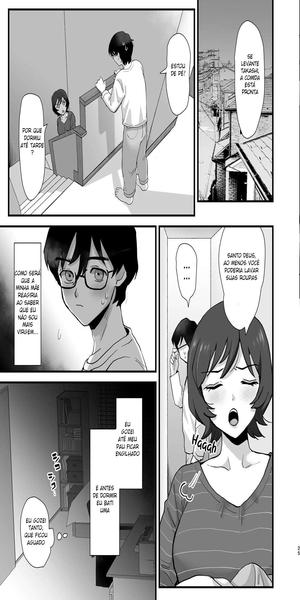 SE
LEVANTE
TAKASHI,
A COMIDA
ESTÁ
PRONTA
ESTOU
DE PÉ!
POR QUE
DORMIU
ATÉ TARDE
?
SANTO DEUS,
AO MENOS VOCÊ
PODERIA LAVAR
SUAS
ROUPAS
...
...
Haaah
COMO SERÁ
QUE A
MINHA MÃE
REAGIRIA
AO SABER
QUE EU
NÃO SOU
MAIS
VIRGEM...
E ANTES
DE DORMIR
EU BATI
UMA
EU
GOZEI ATÉ
MEU PAU FICAR
ENGILHADO
EU GOZEI
TANTO, QUE
FICOU
AGUADO